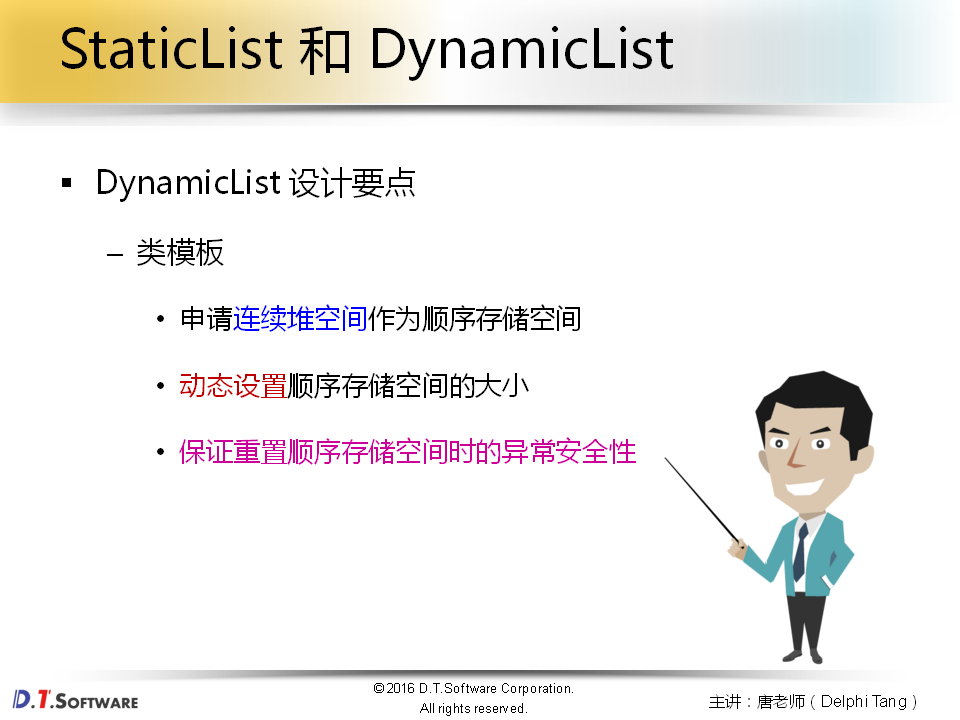 StaticList 和 DynamicList
▪ DynamicList 设计要点
– 类模板
• 申请连续堆空间作为顺序存储空间
• 动态设置顺序存储空间的大小
• 保证重置顺序存储空间时的异常安全性
D.T.SOFTWARE
©2016 D.T.Software Corporation.
All rights reserved.
主讲：唐老师（Delphi Tang）